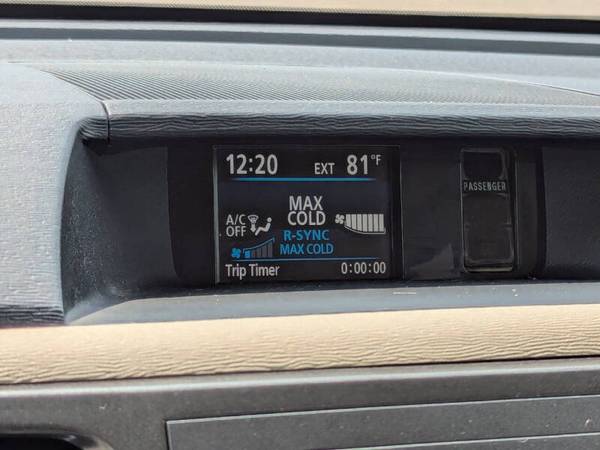 12:20 EXT 81°F
PASSENGER
MAX
COLD
A/C
OFF
R-SYNC
MAX COLD
Trip Timer 0:00:00